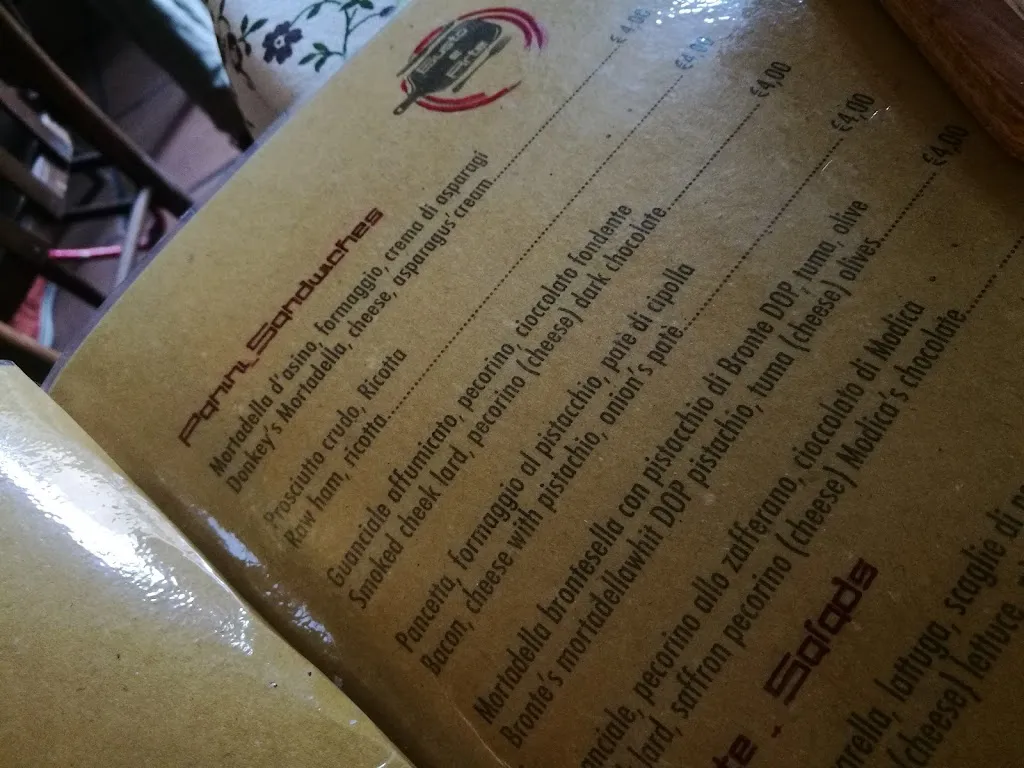 Panini_Sandwiches
Mortadella d'asino, formaggio, crema di asparagi
Donkey's Mortadella, cheese, asparagus' cream €4,00
Prosciutto crudo, Ricotta
Raw ham, ricotta €4,00
Guanciale affumicato, pecorino, cioccolato fondente
Smoked cheek lard, pecorino (cheese) dark chocolate €4,00
Pancetta, formaggio al pistacchio, patè di cipolla
Bacon, cheese with pistachio, onion's patè €4,00
Mortadella brontesella con pistacchio di Bronte DOP, tuma, olive
Bronte's mortadellawhit DOP pistachio, tuma (cheese) olives €4,00
pecorino allo zafferano, cioccolato di Modica
lard, saffron pecorino (cheese) Modica's chocolate
Salads
lattuga, scaglie di
(cheese) lettuce,